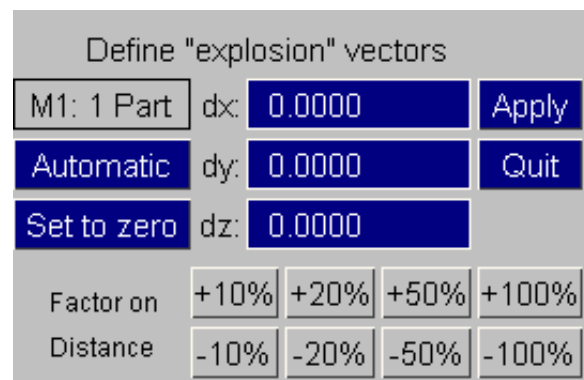 Define "explosion" vectors
M1: 1 Part dx: 0.0000 Apply
Automatic dy: 0.0000 Quit
Set to zero dz: 0.0000
Factor on +10% +20% +50% +100%
Distance -10% -20% -50% -100%